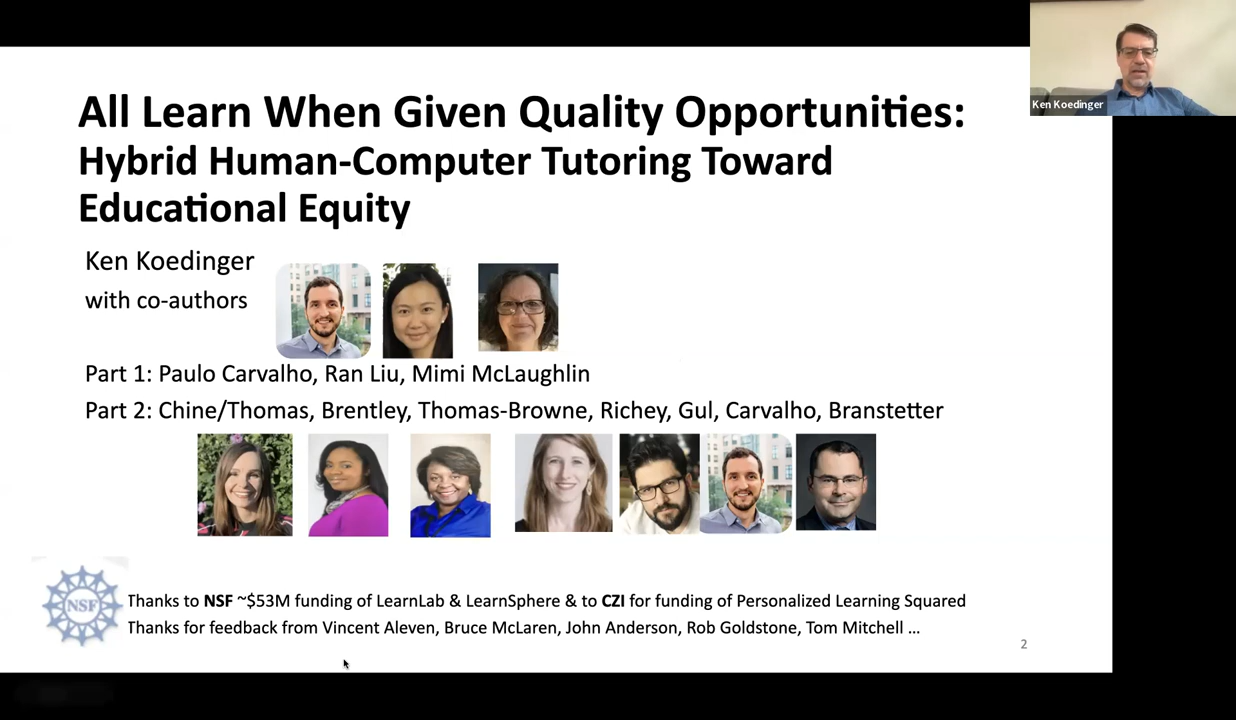 Ken Koedinger
All Learn When Given Quality Opportunities:
Hybrid Human-Computer Tutoring Toward
Educational Equity
Ken Koedinger
with co-authors
Part 1: Paulo Carvalho, Ran Liu, Mimi McLaughlin
Part 2: Chine/Thomas, Brentley, Thomas-Browne, Richey, Gul, Carvalho, Branstetter
NSF
Thanks to NSF ~$53M funding of LearnLab & LearnSphere & to CZI for funding of Personalized Learning Squared
Thanks for feedback from Vincent Aleven, Bruce McLaren, John Anderson, Rob Goldstone, Tom Mitchell ...
2